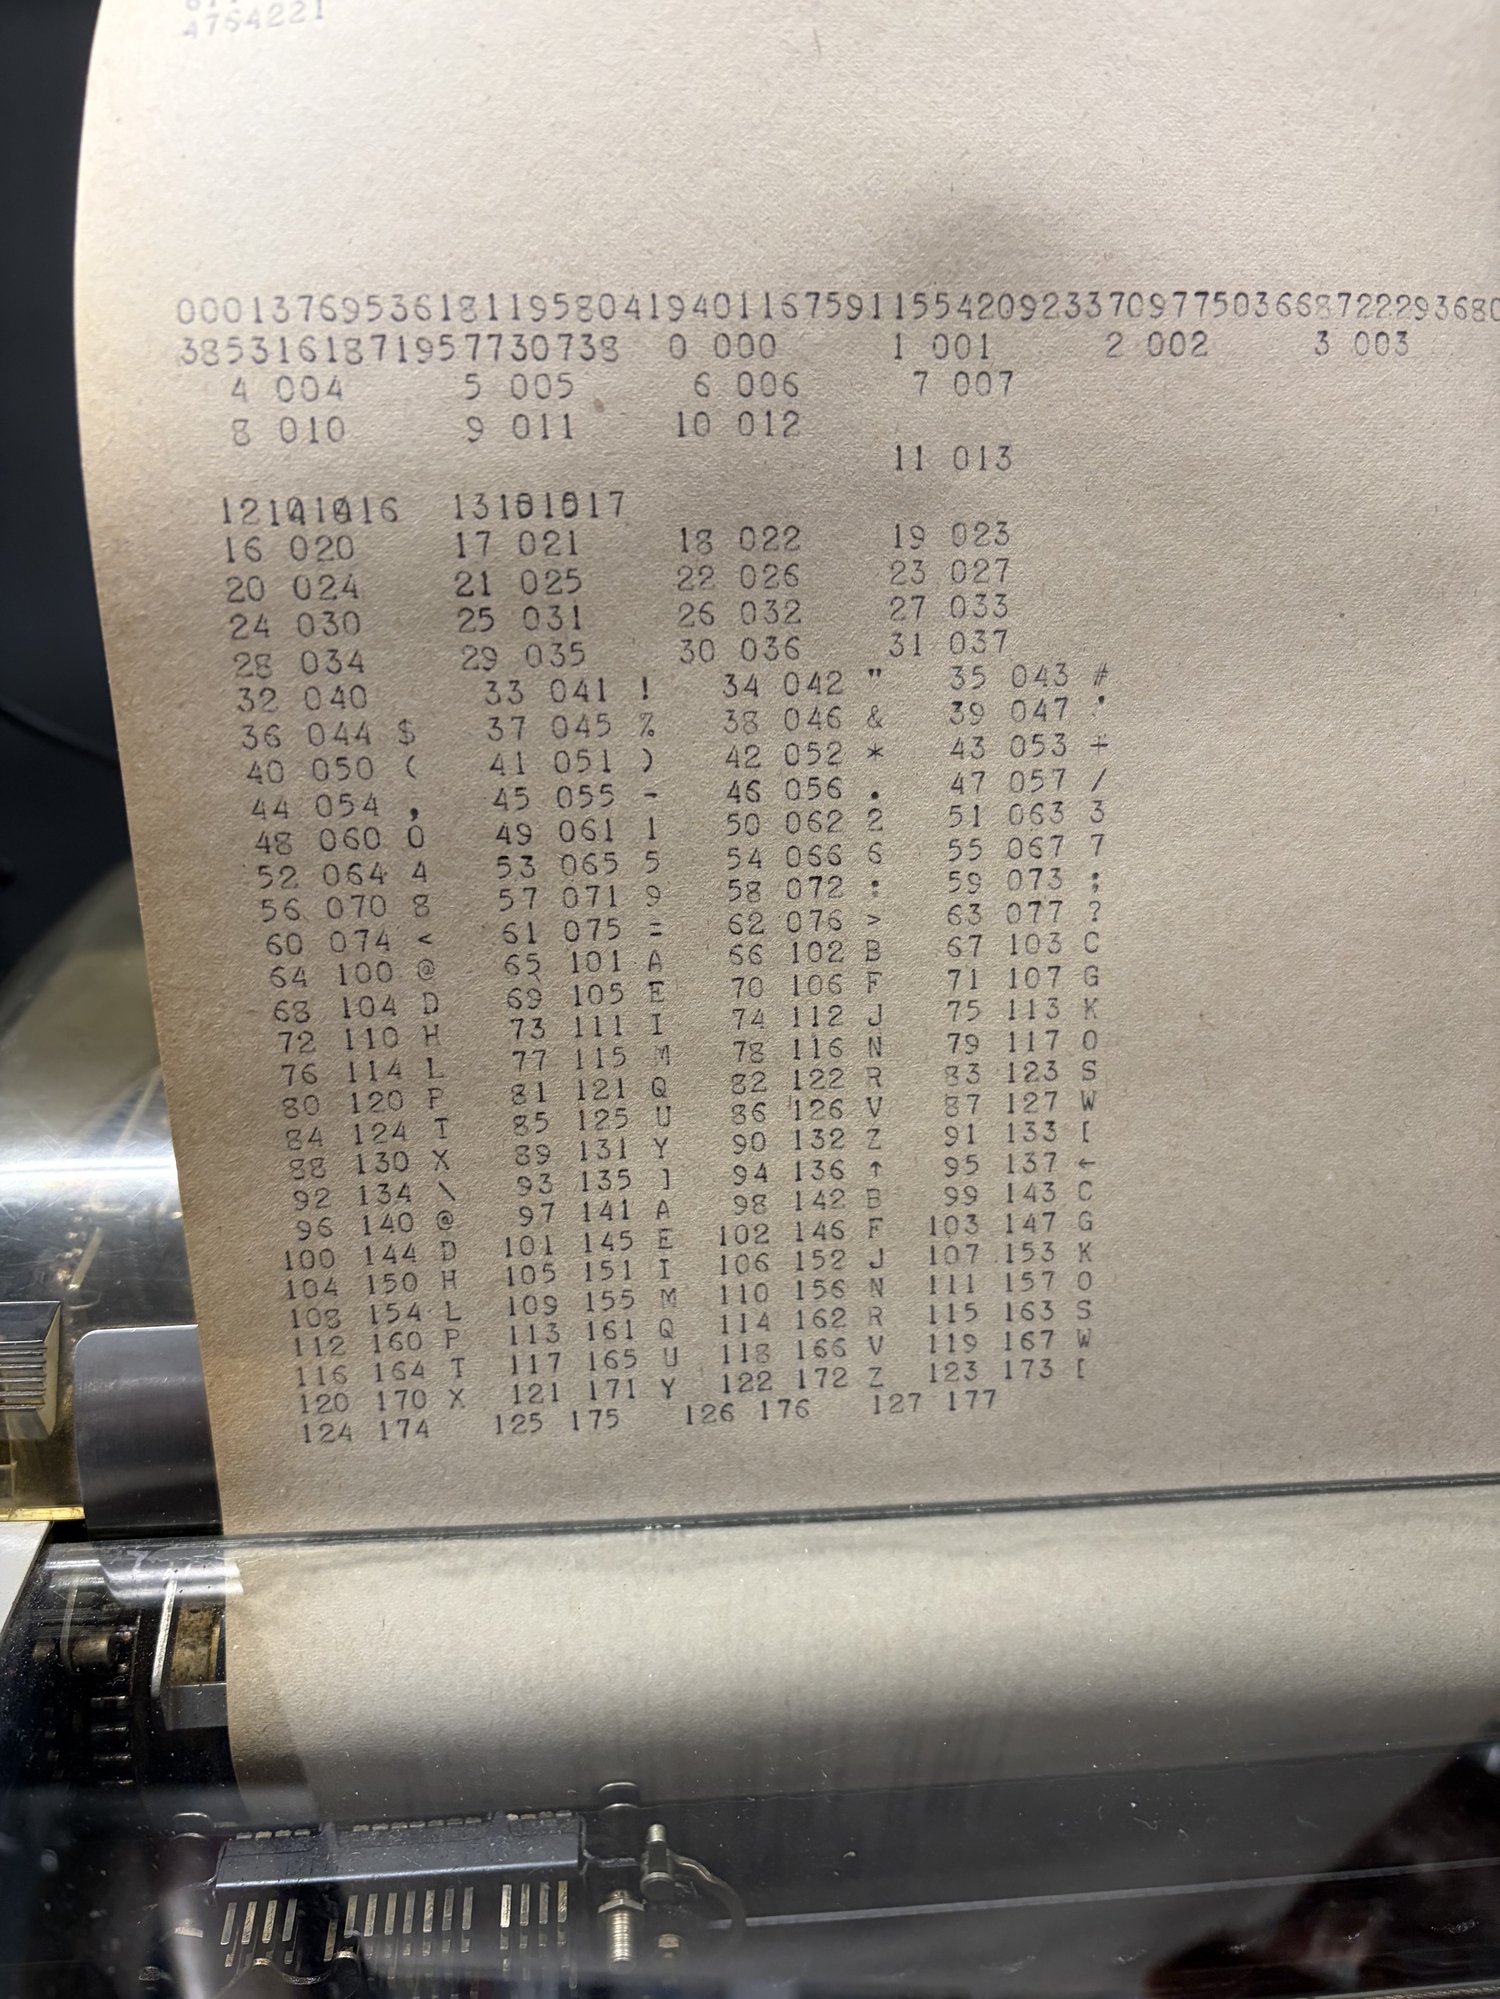 4764221
0001376953618119580419401167591155420923370977503668722293680
3853161871957730738 0 000 1 001 2 002 3 003
4 004 5 005 6 006 7 007
8 010 9 011 10 012
11 013
16 020 17 021 18 022 19 023
20 024 21 025 22 026 23 027
24 030 25 031 26 032 27 033
28 034 29 035 30 036 31 037
32 040 33 041 ! 34 042 " 35 043 #
36 044 $ 37 045 % 38 046 & 39 047 '
40 050 ( 41 051 ) 42 052 * 43 053 +
44 054 , 45 055 - 46 056 . 47 057 /
48 060 0 49 061 1 50 062 2 51 063 3
52 064 4 53 065 5 54 066 6 55 067 7
56 070 8 57 071 9 58 072 : 59 073 ;
60 074 < 61 075 = 62 076 > 63 077 ?
64 100 @ 65 101 A 66 102 B 67 103 C
68 104 D 69 105 E 70 106 F 71 107 G
72 110 H 73 111 I 74 112 J 75 113 K
76 114 L 77 115 M 78 116 N 79 117 O
80 120 P 81 121 Q 82 122 R 83 123 S
84 124 T 85 125 U 86 126 V 87 127 W
88 130 X 89 131 Y 90 132 Z 91 133 [
92 134 \ 93 135 ] 94 136 ↑ 95 137 ←
96 140 @ 97 141 A 98 142 B 99 143 C
100 144 D 101 145 E 102 146 F 103 147 G
104 150 H 105 151 I 106 152 J 107 153 K
108 154 L 109 155 M 110 156 N 111 157 O
112 160 P 113 161 Q 114 162 R 115 163 S
116 164 T 117 165 U 118 166 V 119 167 W
120 170 X 121 171 Y 122 172 Z 123 173 [
124 174 125 175 126 176 127 177